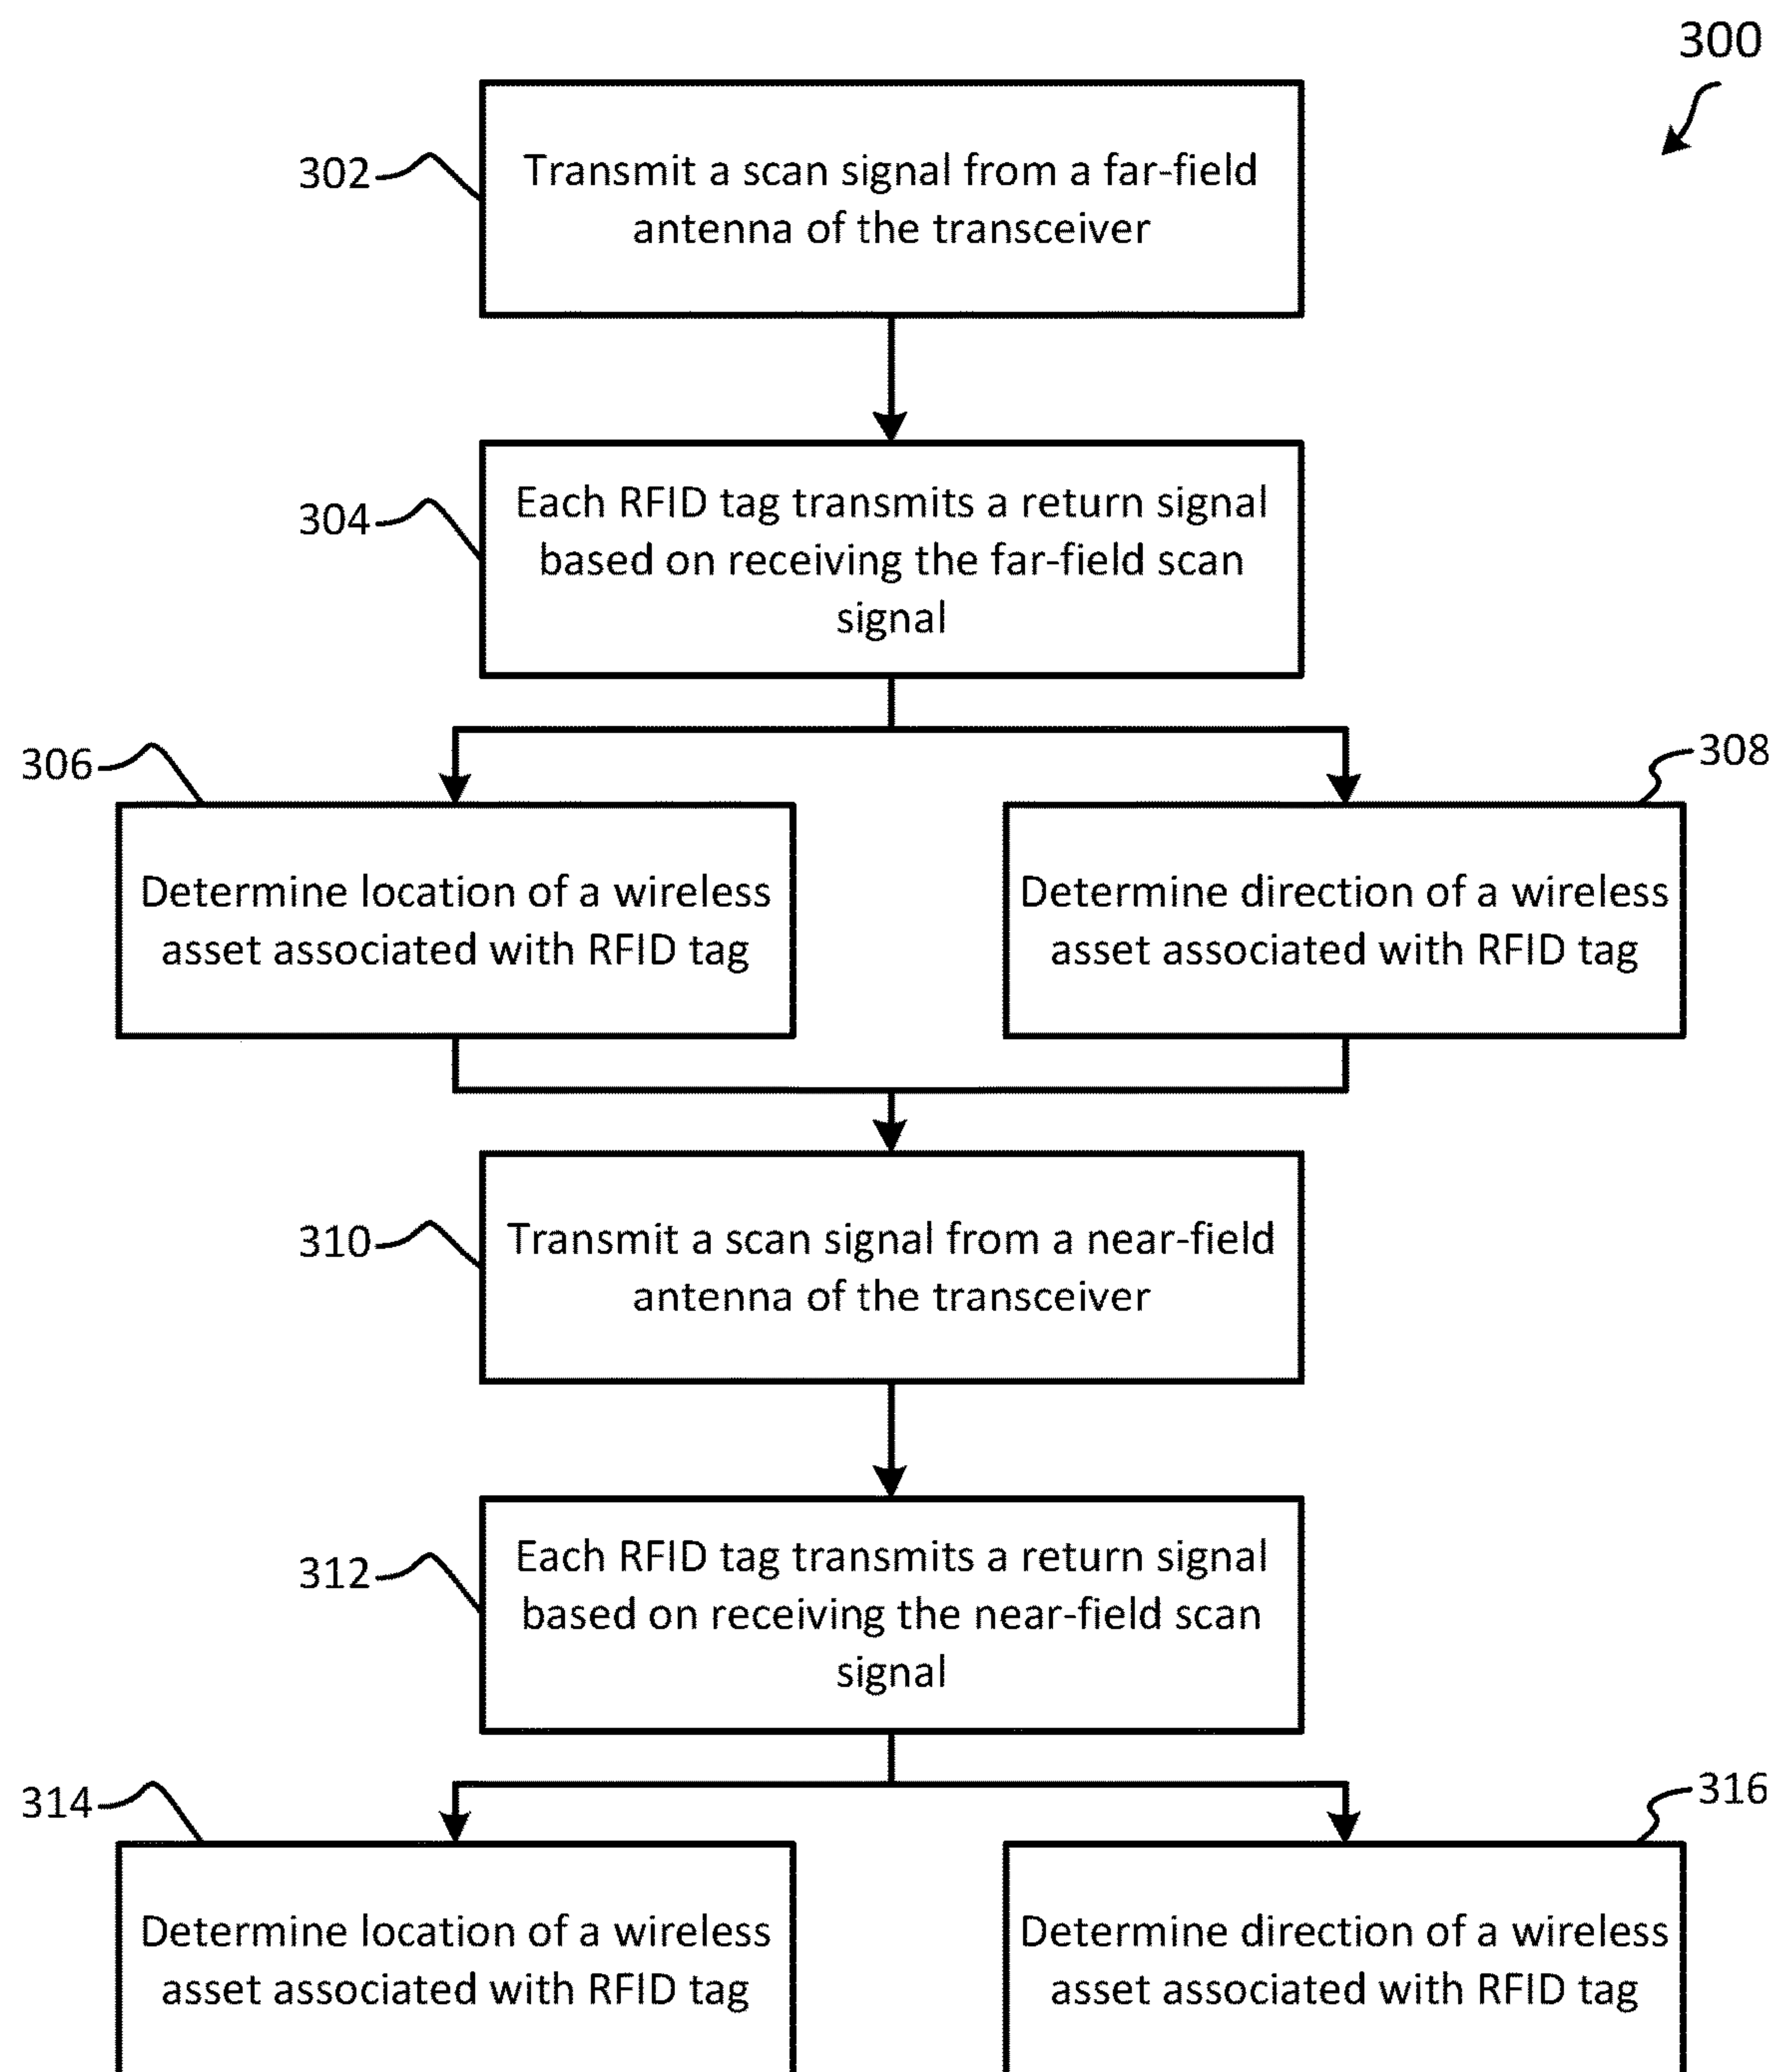 300
302
Transmit a scan signal from a far-field
antenna of the transceiver
304
Each RFID tag transmits a return signal
based on receiving the far-field scan
signal
306
308
Determine location of a wireless
asset associated with RFID tag
Determine direction of a wireless
asset associated with RFID tag
310
Transmit a scan signal from a near-field
antenna of the transceiver
312
Each RFID tag transmits a return signal
based on receiving the near-field scan
signal
314
316
Determine location of a wireless
asset associated with RFID tag
Determine direction of a wireless
asset associated with RFID tag